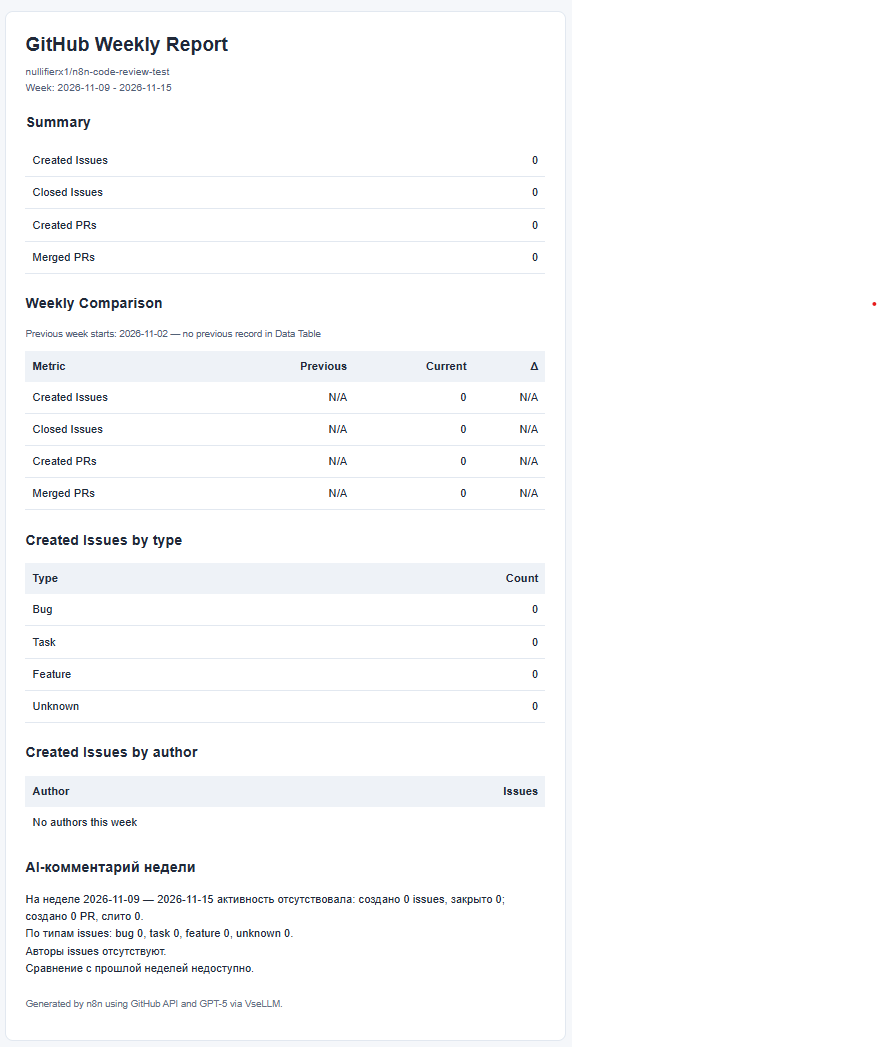 GitHub Weekly Report
nullifierx1/n8n-code-review-test
Week: 2026-11-09 - 2026-11-15
Summary
Created Issues 0
Closed Issues 0
Created PRs 0
Merged PRs 0
Weekly Comparison
Previous week starts: 2026-11-02 — no previous record in Data Table
Metric Previous Current Δ
Created Issues N/A 0 N/A
Closed Issues N/A 0 N/A
Created PRs N/A 0 N/A
Merged PRs N/A 0 N/A
Created Issues by type
Type Count
Bug 0
Task 0
Feature 0
Unknown 0
Created Issues by author
Author Issues
No authors this week
AI-комментарий недели
На неделе 2026-11-09 — 2026-11-15 активность отсутствовала: создано 0 issues, закрыто 0;
создано 0 PR, слито 0.
По типам issues: bug 0, task 0, feature 0, unknown 0.
Авторы issues отсутствуют.
Сравнение с прошлой неделей недоступно.
Generated by n8n using GitHub API and GPT-5 via VseLLM.